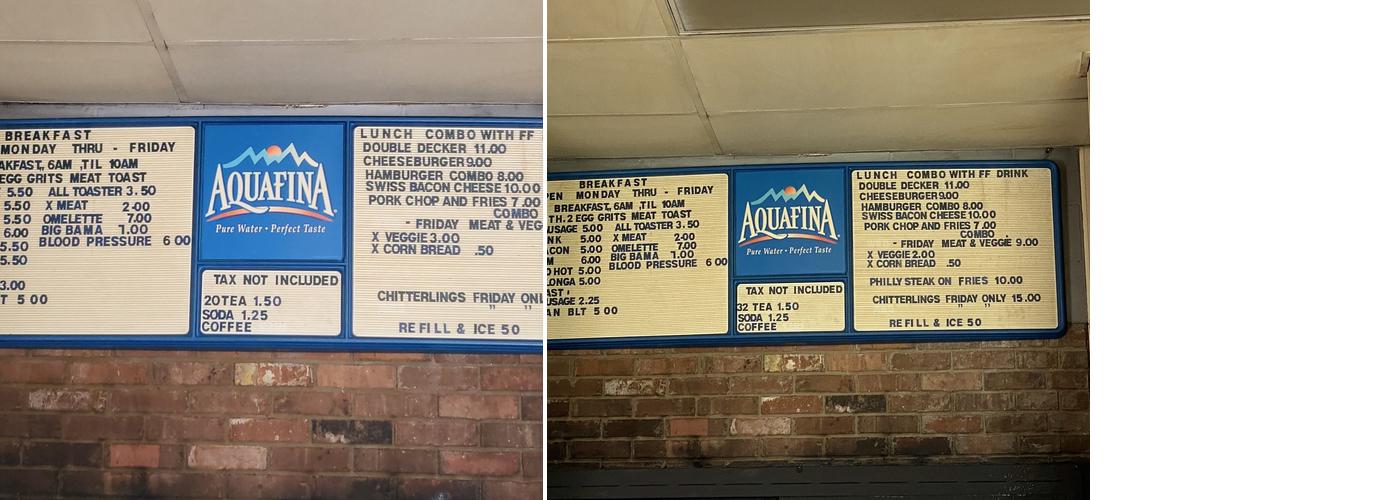 BREAKFAST
MONDAY THRU - FRIDAY
AKFAST, 6AM ,TIL 10AM
EGG GRITS MEAT TOAST
5.50 ALL TOASTER 3.50
5.50 X MEAT 2.00
5.50 OMELETTE 7.00
6.00 BIG BAMA 1.00
5.50 BLOOD PRESSURE 6 00
5.50
3.00
T 5 00
AQUAFINA
Pure Water • Perfect Taste
TAX NOT INCLUDED
20TEA 1.50
SODA 1.25
COFFEE
LUNCH COMBO WITH FF
DOUBLE DECKER 11.00
CHEESEBURGER 9.00
HAMBURGER COMBO 8.00
SWISS BACON CHEESE 10.00
PORK CHOP AND FRIES 7.00
COMBO
- FRIDAY MEAT & VEG
X VEGGIE 3.00
X CORN BREAD .50
CHITTERLINGS FRIDAY ONL
" "
REFILL & ICE 50
BREAKFAST
PEN MONDAY THRU - FRIDAY
BREAKFAST, 6AM ,TIL 10AM
TH. 2 EGG GRITS MEAT TOAST
USAGE 5.00 ALL TOASTER 3.50
NK 5.00 X MEAT 2.00
CON 5.00 OMELETTE 7.00
M 6.00 BIG BAMA 1.00
D HOT 5.00 BLOOD PRESSURE 6 00
LONGA 5.00
AST
USAGE 2.25
AN BLT 5 00
AQUAFINA
Pure Water • Perfect Taste
TAX NOT INCLUDED
32 TEA 1.50
SODA 1.25
COFFEE
LUNCH COMBO WITH FF DRINK
DOUBLE DECKER 11.00
CHEESEBURGER 9.00
HAMBURGER COMBO 8.00
SWISS BACON CHEESE 10.00
PORK CHOP AND FRIES 7.00
COMBO
- FRIDAY MEAT & VEGGIE 9.00
X VEGGIE 2.00
X CORN BREAD .50
PHILLY STEAK ON FRIES 10.00
CHITTERLINGS FRIDAY ONLY 15.00
" "
REFILL & ICE 50